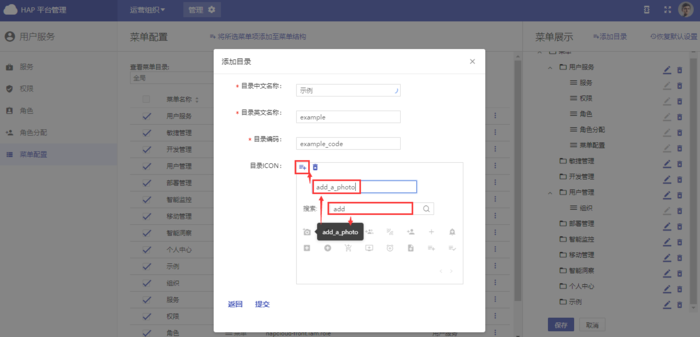 HAP 平台管理
运营组织
管理
用户服务
服务
权限
角色
角色分配
菜单配置
菜单配置
将所选菜单项添加至菜单结构
查看菜单目录:
全局
菜单名称
用户服务
敏捷管理
开发管理
用户管理
部署管理
智能监控
移动管理
智能洞察
个人中心
示例
组织
服务
权限
角色
添加目录
* 目录中文名称:
示例
* 目录英文名称:
example
* 目录编码:
example_code
目录ICON:
add_a_photo
搜索
add
add_a_photo
返回
提交
菜单展示
添加目录
恢复默认设置
用户服务
服务
权限
角色
角色分配
菜单配置
敏捷管理
开发管理
用户管理
组织
部署管理
智能监控
移动管理
智能洞察
个人中心
示例
保存
取消